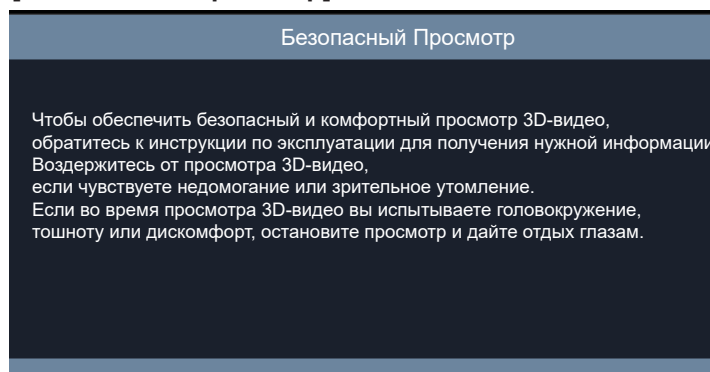 Безопасный Просмотр
Чтобы обеспечить безопасный и комфортный просмотр 3D-видео,
обратитесь к инструкции по эксплуатации для получения нужной информации
Воздержитесь от просмотра 3D-видео,
если чувствуете недомогание или зрительное утомление.
Если во время просмотра 3D-видео вы испытываете головокружение,
тошноту или дискомфорт, остановите просмотр и дайте отдых глазам.